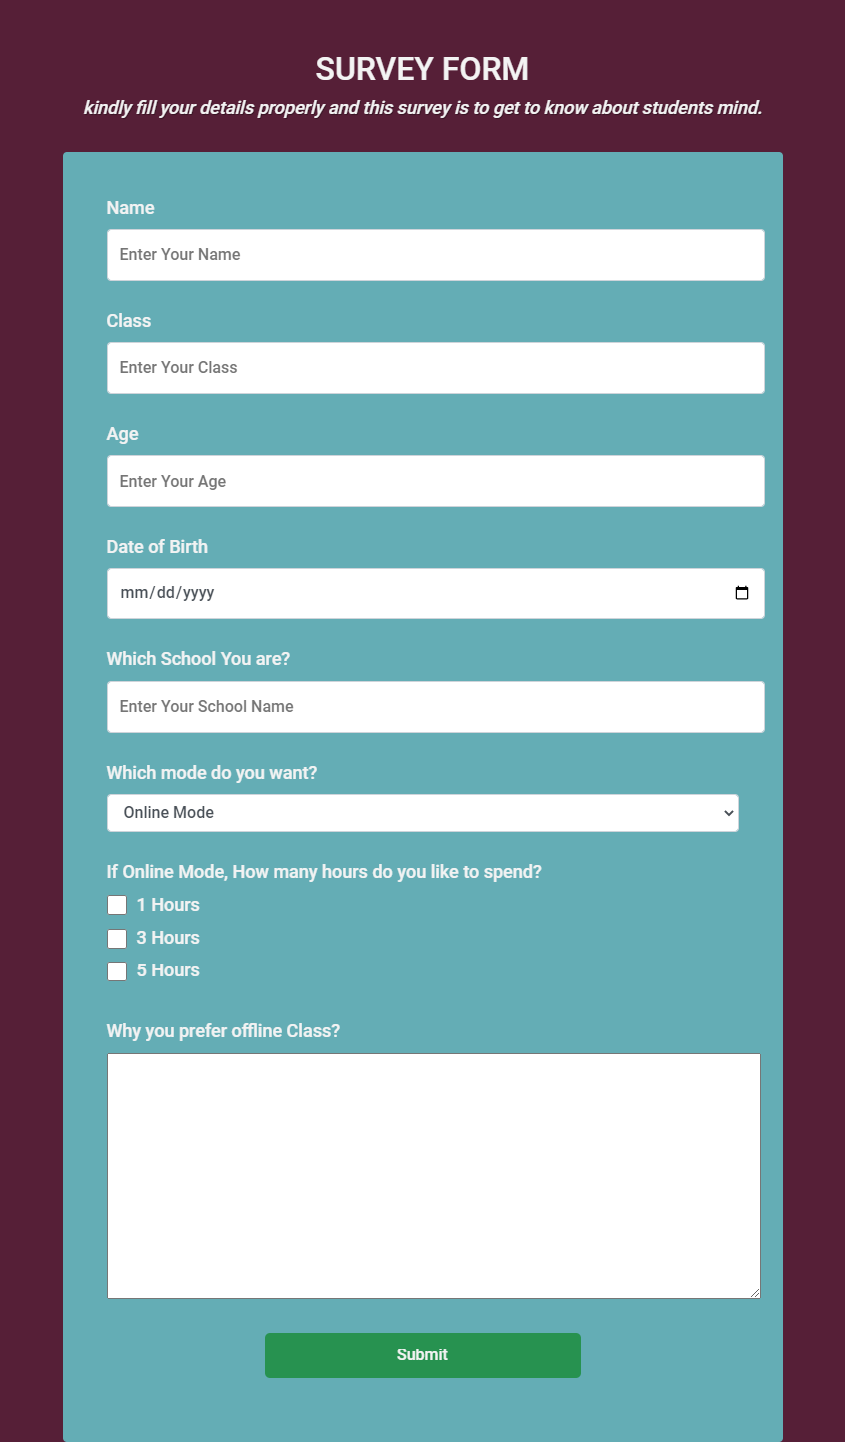 SURVEY FORM
kindly fill your details properly and this survey is to get to know about students mind.
Name
Enter Your Name
Class
Enter Your Class
Age
Enter Your Age
Date of Birth
mm/dd/yyyy
Which School You are?
Enter Your School Name
Which mode do you want?
Online Mode
If Online Mode, How many hours do you like to spend?
1 Hours
3 Hours
5 Hours
Why you prefer offline Class?
Submit